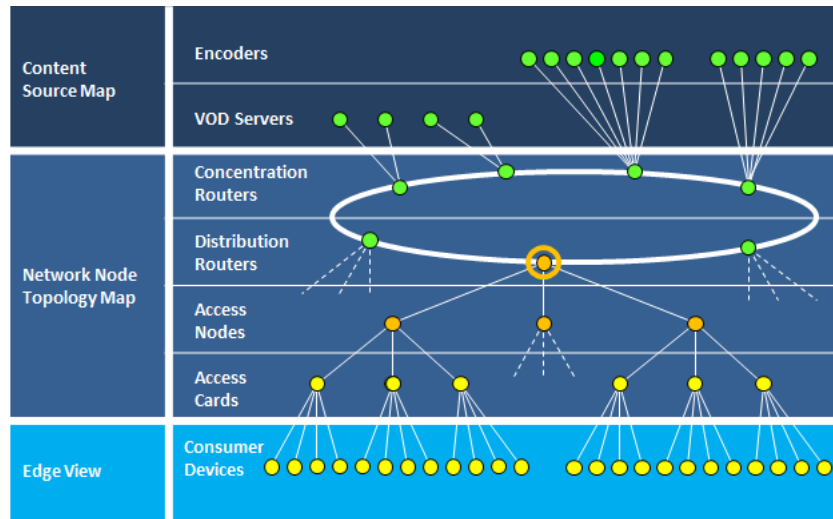 Content
Source Map
Encoders
VOD Servers
Network Node
Topology Map
Concentration
Routers
Distribution
Routers
Access
Nodes
Access
Cards
Edge View
Consumer
Devices